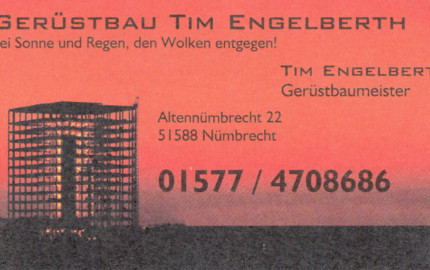 GERÜSTBAU TIM ENGELBERTH
ei Sonne und Regen, den Wolken entgegen!
TIM ENGELBERT
Gerüstbaumeister
Altennümbrecht 22
51588 Nümbrecht
01577 / 4708686